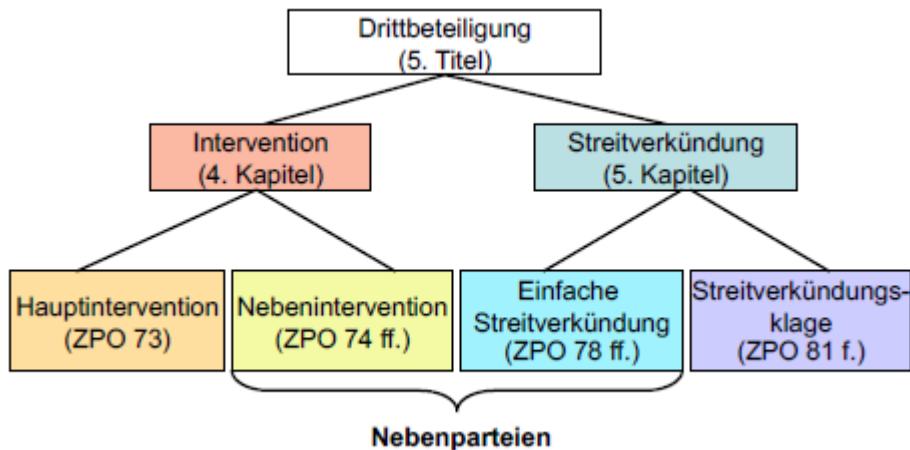 Drittbeteiligung
(5. Titel)
Intervention
(4. Kapitel)
Streitverkündung
(5. Kapitel)
Hauptintervention
(ZPO 73)
Nebenintervention
(ZPO 74 ff.)
Einfache
Streitverkündung
(ZPO 78 ff.)
Streitverkündungs-
klage
(ZPO 81 f.)
Nebenparteien